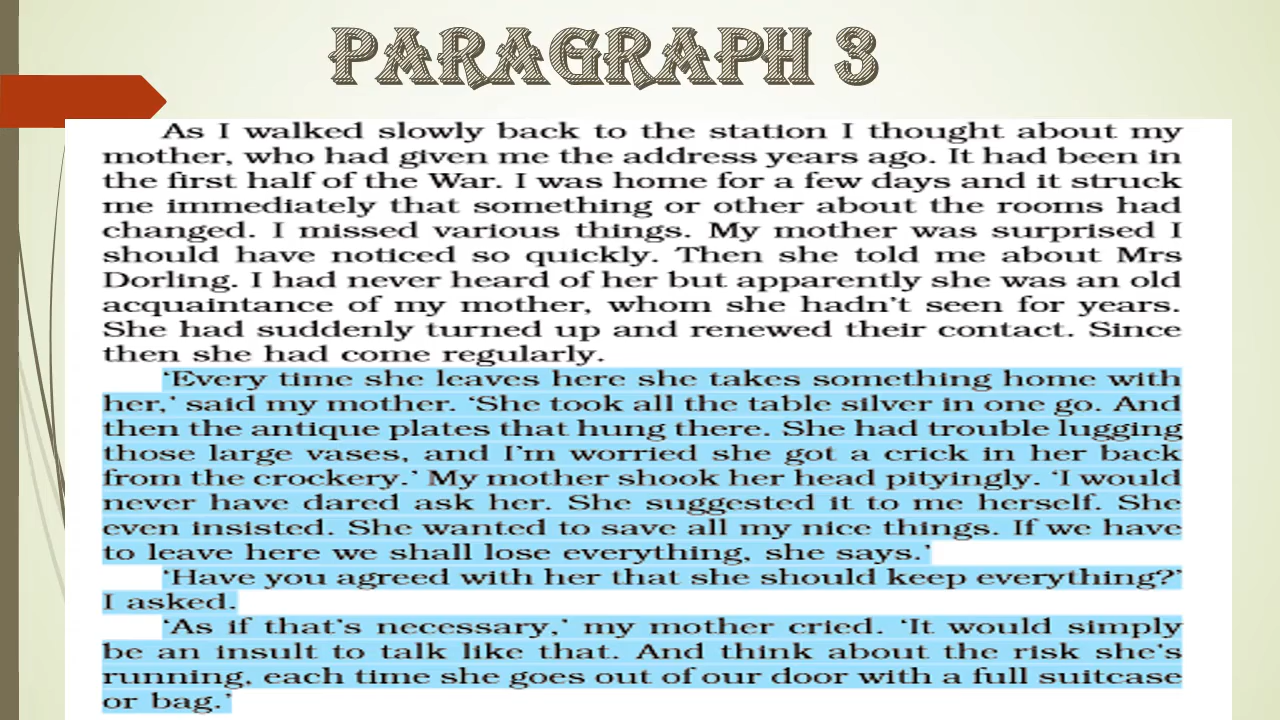 PARAGRAPH 3
As I walked slowly back to the station I thought about my
mother, who had given me the address years ago. It had been in
the first half of the War. I was home for a few days and it struck
me immediately that something or other about the rooms had
changed. I missed various things. My mother was surprised I
should have noticed so quickly. Then she told me about Mrs
Dorling. I had never heard of her but apparently she was an old
acquaintance of my mother, whom she hadn't seen for years.
She had suddenly turned up and renewed their contact. Since
then she had come regularly.
‘Every time she leaves here she takes something home with
her,’ said my mother. ‘She took all the table silver in one go. And
then the antique plates that hung there. She had trouble lugging
those large vases, and I'm worried she got a crick in her back
from the crockery.’ My mother shook her head pityingly. ‘I would
never have dared ask her. She suggested it to me herself. She
even insisted. She wanted to save all my nice things. If we have
to leave here we shall lose everything, she says.’
‘Have you agreed with her that she should keep everything?’
I asked.
‘As if that's necessary,’ my mother cried. ‘It would simply
be an insult to talk like that. And think about the risk she's
running, each time she goes out of our door with a full suitcase
or bag.’